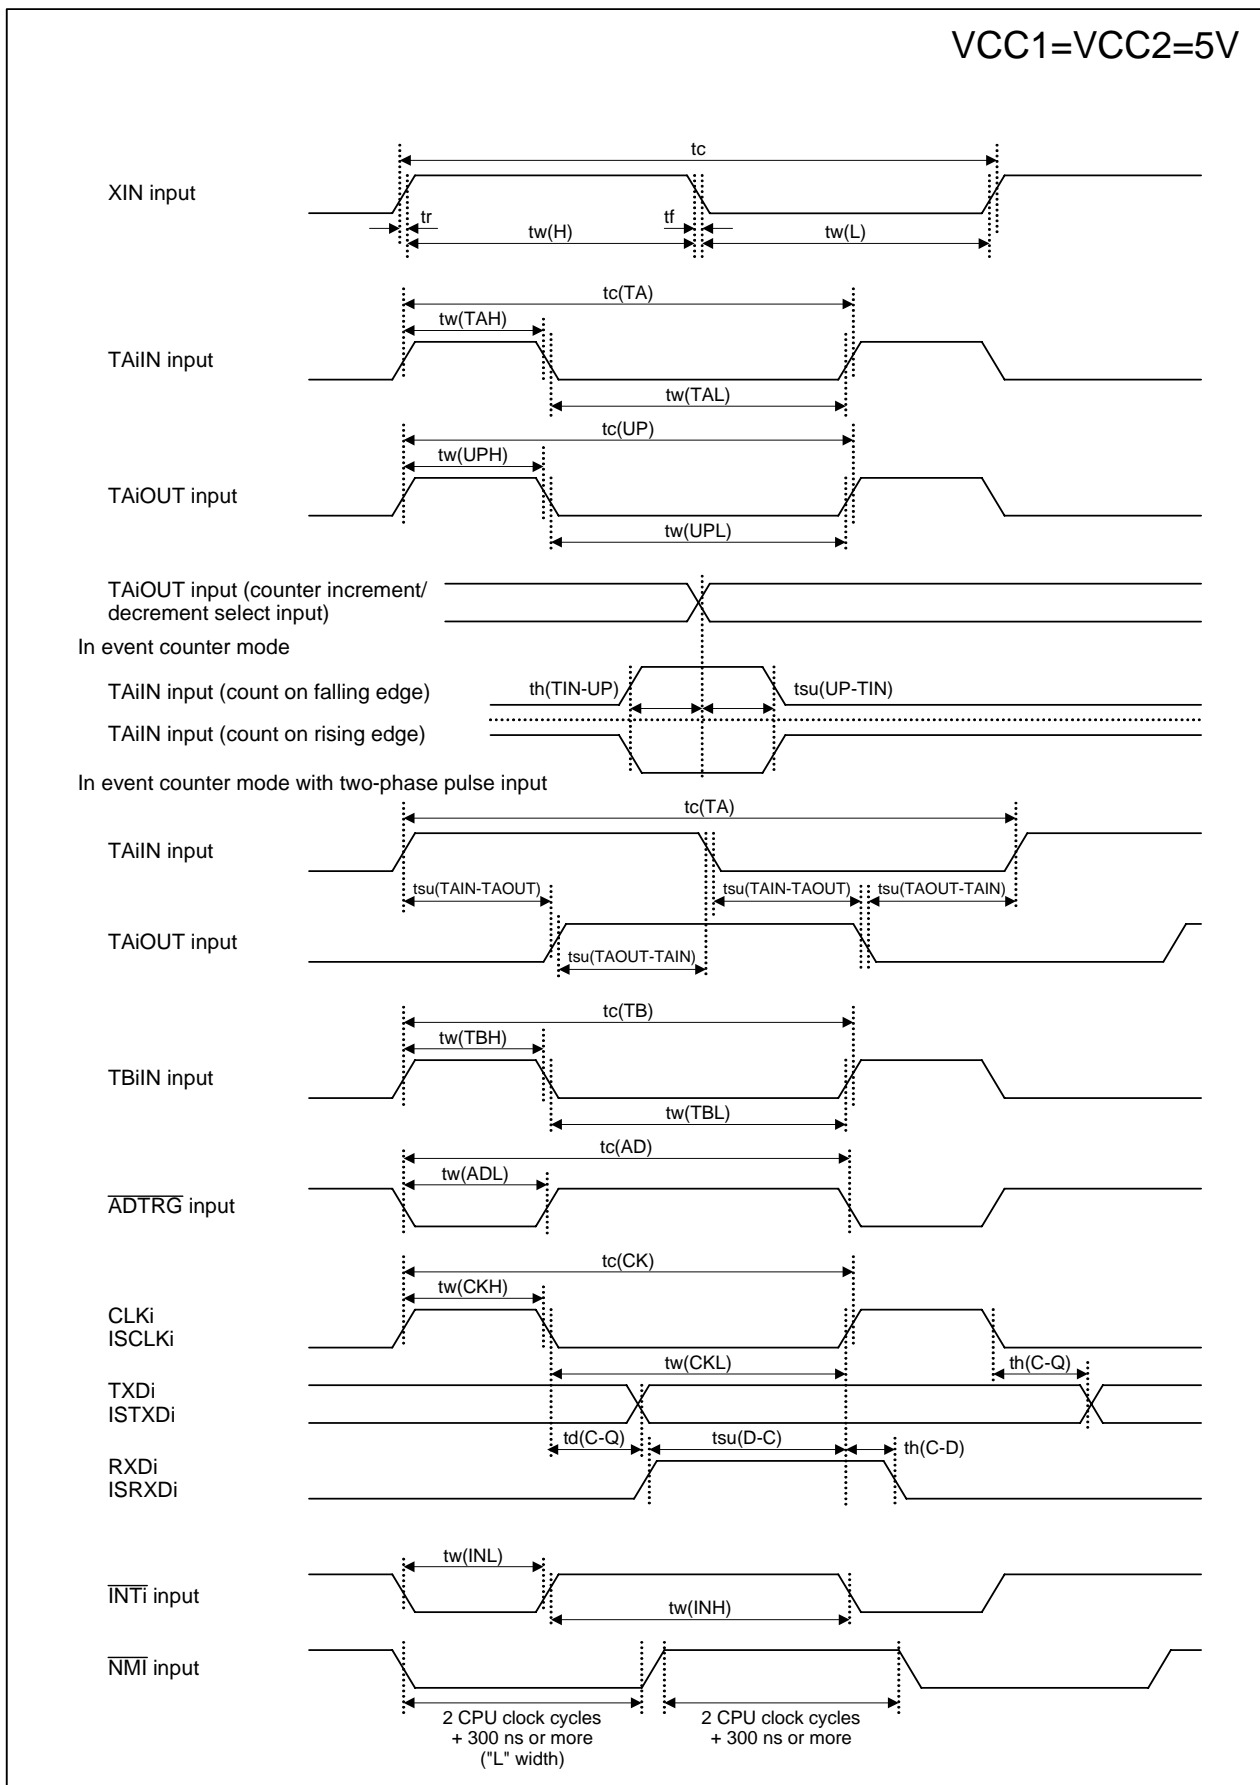 VCC1=VCC2=5V
tc
XIN input
tr
tf
tw(H)
tw(L)
tc(TA)
tw(TAH)
TAiIN input
tw(TAL)
tc(UP)
tw(UPH)
TAiOUT input
tw(UPL)
TAiOUT input (counter increment/
decrement select input)
In event counter mode
TAiIN input (count on falling edge)
th(TIN-UP)
tsu(UP-TIN)
TAiIN input (count on rising edge)
In event counter mode with two-phase pulse input
tc(TA)
TAiIN input
tsu(TAIN-TAOUT)
tsu(TAIN-TAOUT)
tsu(TAOUT-TAIN)
TAiOUT input
tsu(TAOUT-TAIN)
tc(TB)
tw(TBH)
TBiIN input
tw(TBL)
tc(AD)
tw(ADL)
ADTRG input
tc(CK)
tw(CKH)
CLKi
ISCLKi
tw(CKL)
th(C-Q)
TXDi
ISTXDi
td(C-Q)
tsu(D-C)
th(C-D)
RXDi
ISRXDi
tw(INL)
INTi input
tw(INH)
NMI input
2 CPU clock cycles
+ 300 ns or more
("L" width)
2 CPU clock cycles
+ 300 ns or more